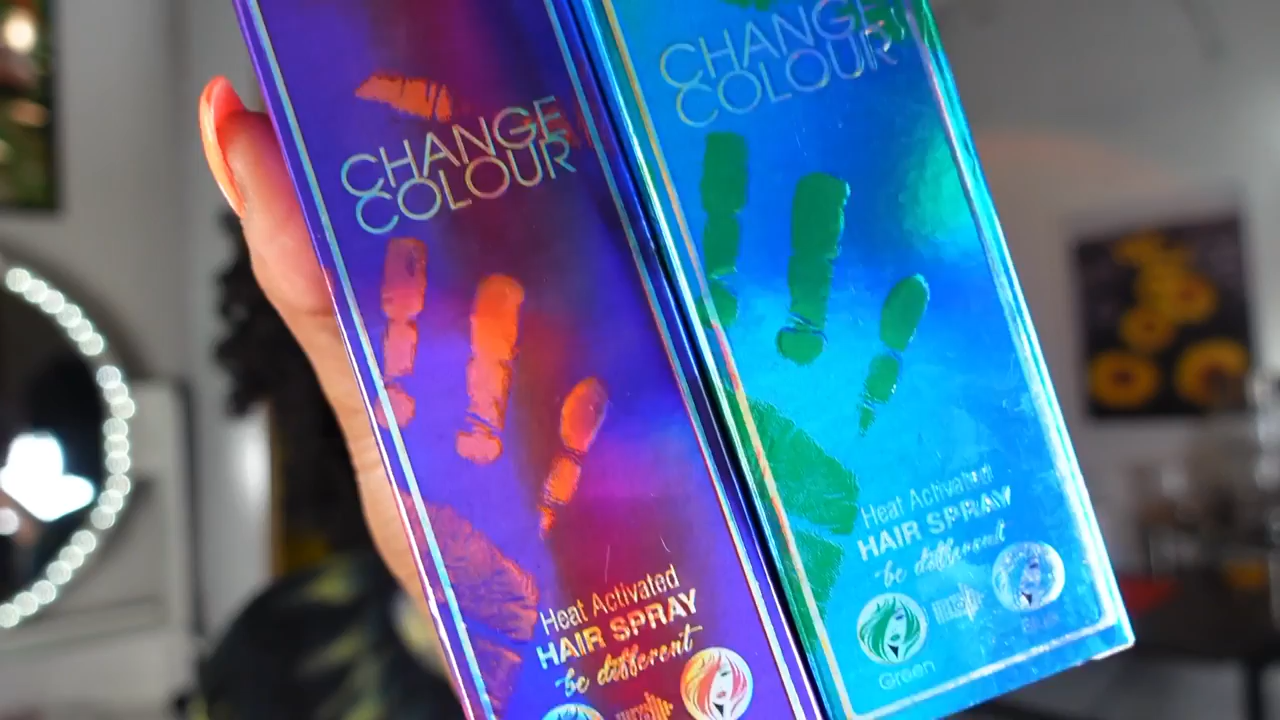 CHANGE
COLOUR
Heat Activated
HAIR SPRAY
be different
CHANGE
COLOUR
Heat Activated
HAIR SPRAY
be different
Green